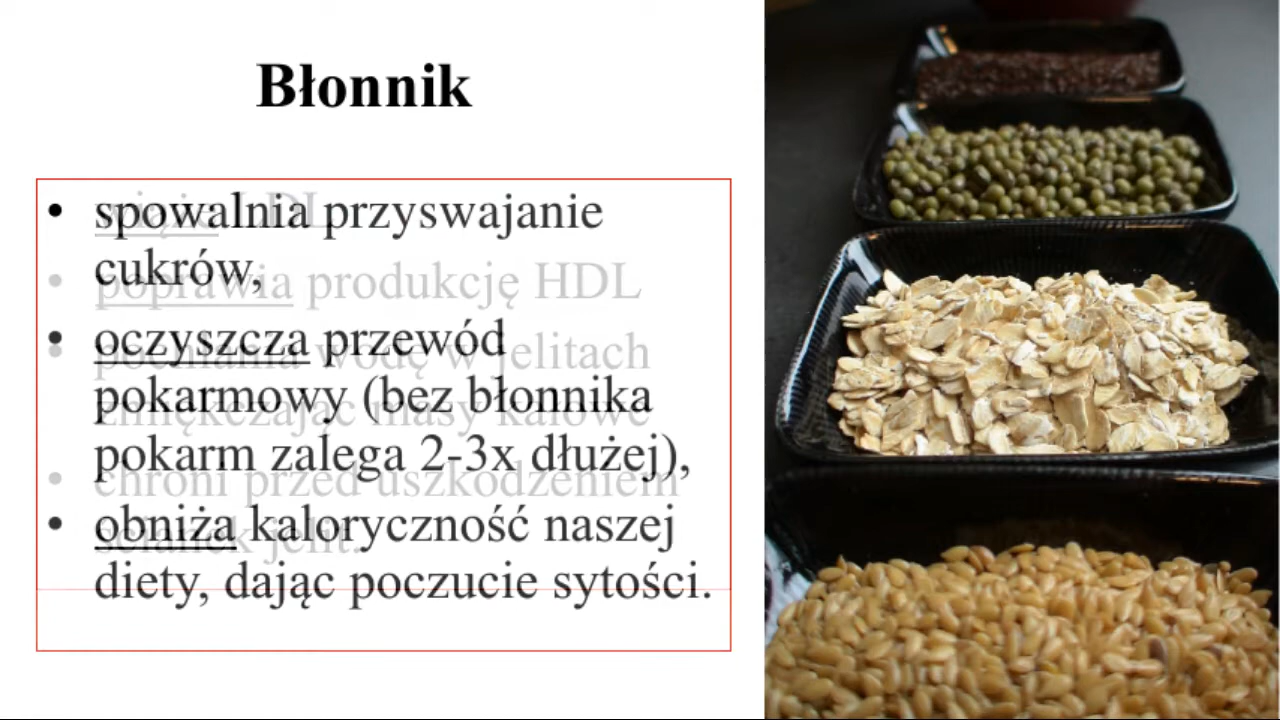 Błonnik
• spowalnia przyswajanie
cukrów,
• oczyszcza przewód
pokarmowy (bez błonnika
pokarm zalega 2-3x dłużej),
• obniża kaloryczność naszej
diety, dając poczucie sytości.
LDL
• poprawia produkcję HDL
• wodę w jelitach
zmiękczając masy kałowe
• chroni przed uszkodzeniem
ścianek jelit.